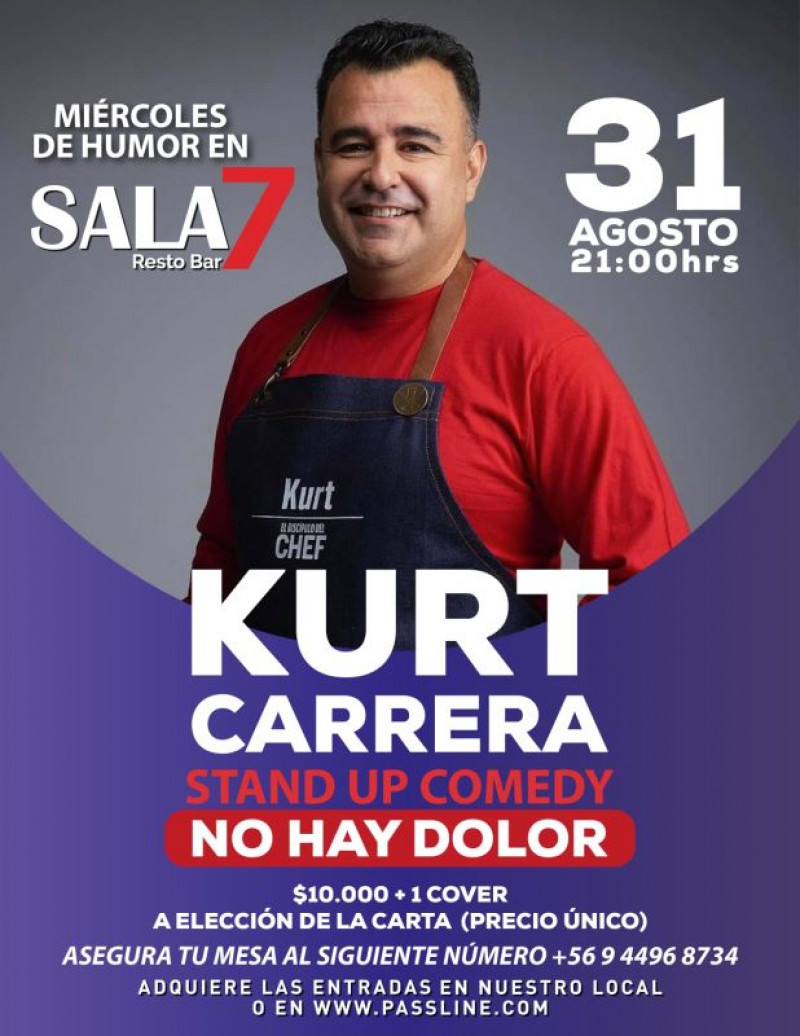 MIÉRCOLES
DE HUMOR EN
SALA7
Resto Bar
31
AGOSTO
21:00hrs
Kurt
EL DISCÍPULO DEL
CHEF
KURT
CARRERA
STAND UP COMEDY
NO HAY DOLOR
$10.000 + 1 COVER
A ELECCIÓN DE LA CARTA (PRECIO ÚNICO)
ASEGURA TU MESA AL SIGUIENTE NÚMERO +56 9 4496 8734
ADQUIERE LAS ENTRADAS EN NUESTRO LOCAL
O EN WWW.PASSLINE.COM